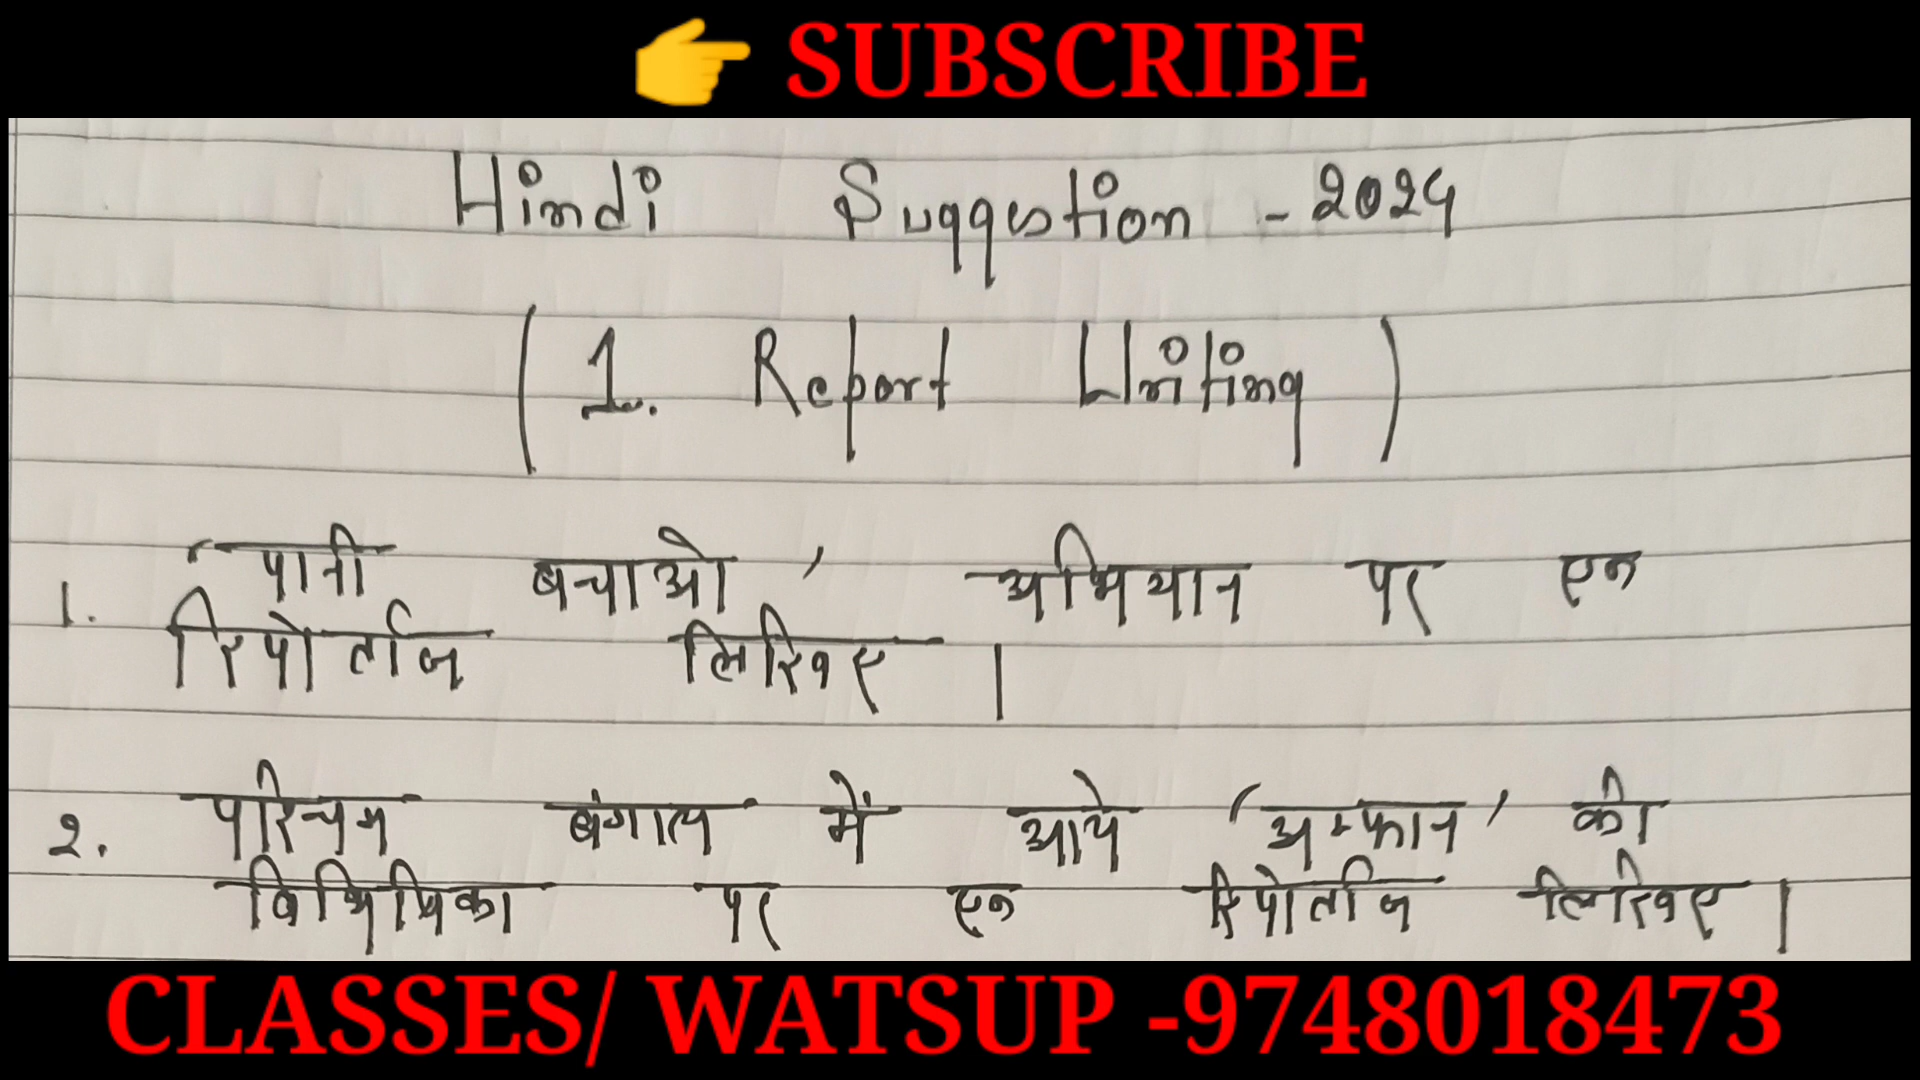 👉 SUBSCRIBE
Hindi Suggestion - 2024
( 1. Report Writing )
1. 'पानी बचाओ' अभियान पर एक
रिपोर्ताज लिखिए ।
2. पश्चिम बंगाल में आये 'अम्फान' की
विभिषिका पर एक रिपोर्ताज लिखिए ।
CLASSES/ WATSUP -9748018473